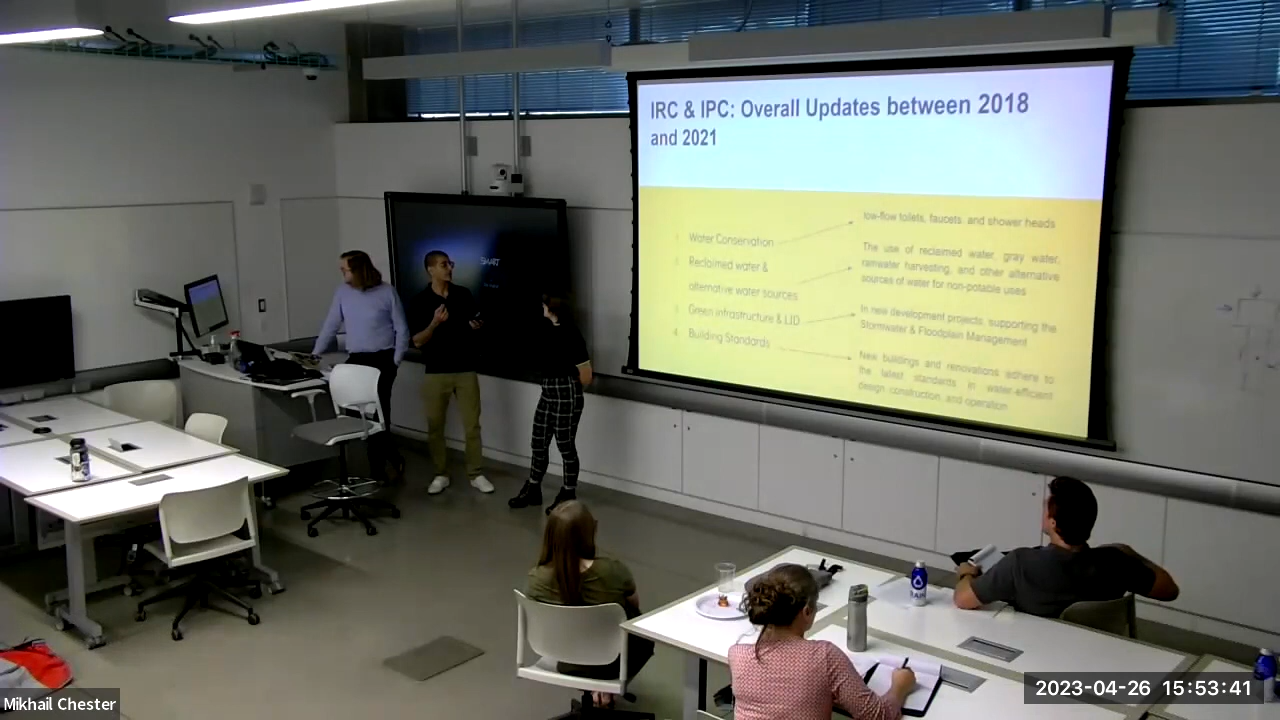 IRC & IPC: Overall Updates between 2018
and 2021
low-flow toilets, faucets, and shower heads
1. Water Conservation
The use of reclaimed water, gray water,
Reclaimed water &
rainwater harvesting, and other alternative
alternative water sources
sources of water for non-potable uses
3. Green infrastructure & LID
In new development projects, supporting the
Stormwater & Floodplain Management
4. Building Standards
New buildings and renovations adhere to
the latest standards in water-efficient
design, construction, and operation
SMART
Mikhail Chester
2023-04-26 15:53:41